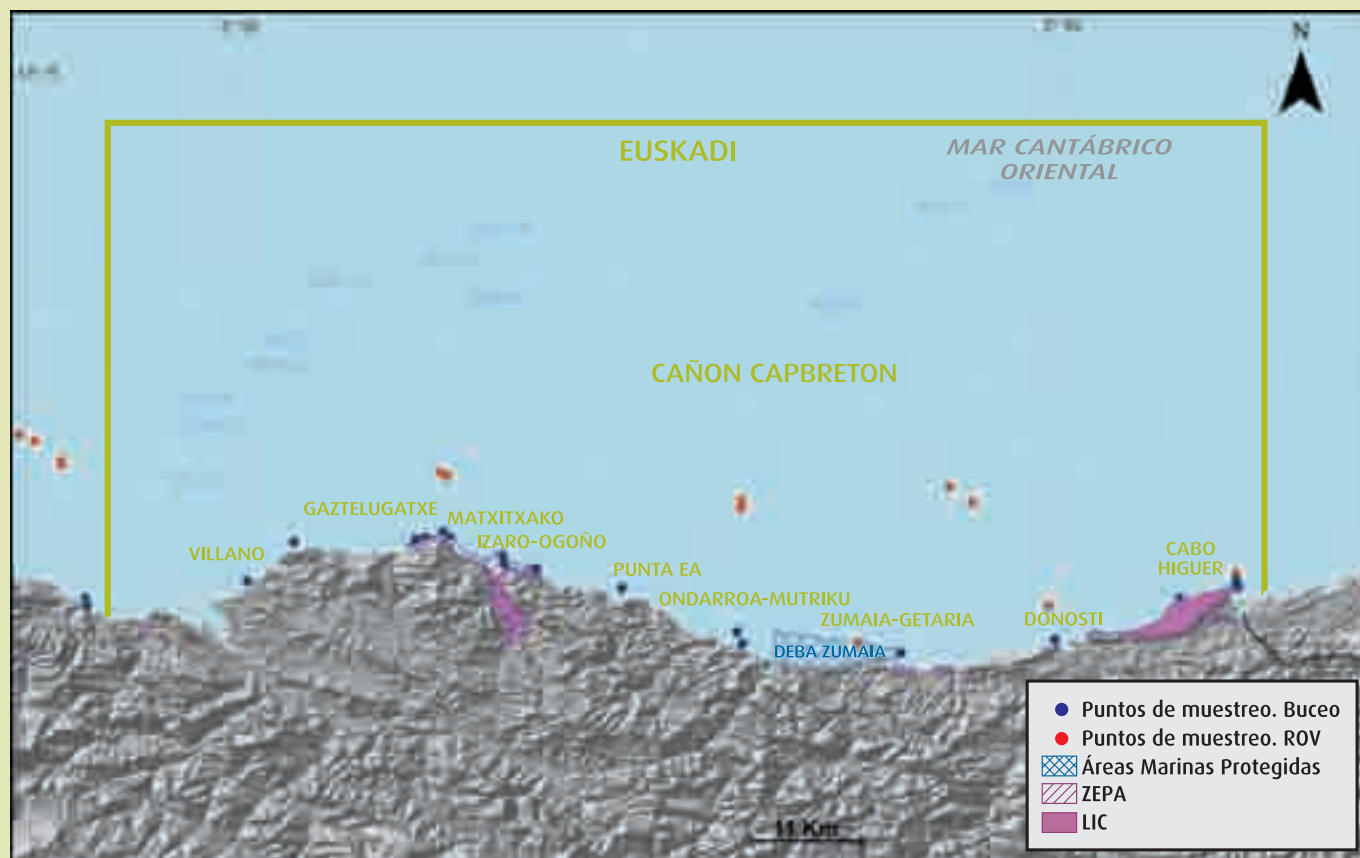 N
EUSKADI
MAR CANTÁBRICO
ORIENTAL
CAÑON CAPBRETON
GAZTELUGATXE
MATXITXAKO
VILLANO
IZARO-OGOÑO
PUNTA EA
CABO
HIGUER
ONDARROA-MUTRIKU
ZUMAIA-GETARIA
DONOSTI
DEBA ZUMAIA
Puntos de muestreo. Buceo
Puntos de muestreo. ROV
Áreas Marinas Protegidas
ZEPA
LIC
11 Km